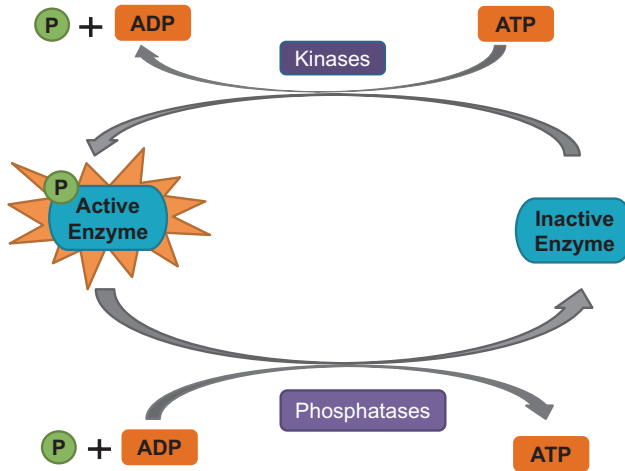 P + ADP
ATP
Kinases
P
Active
Enzyme
Inactive
Enzyme
Phosphatases
P + ADP
ATP